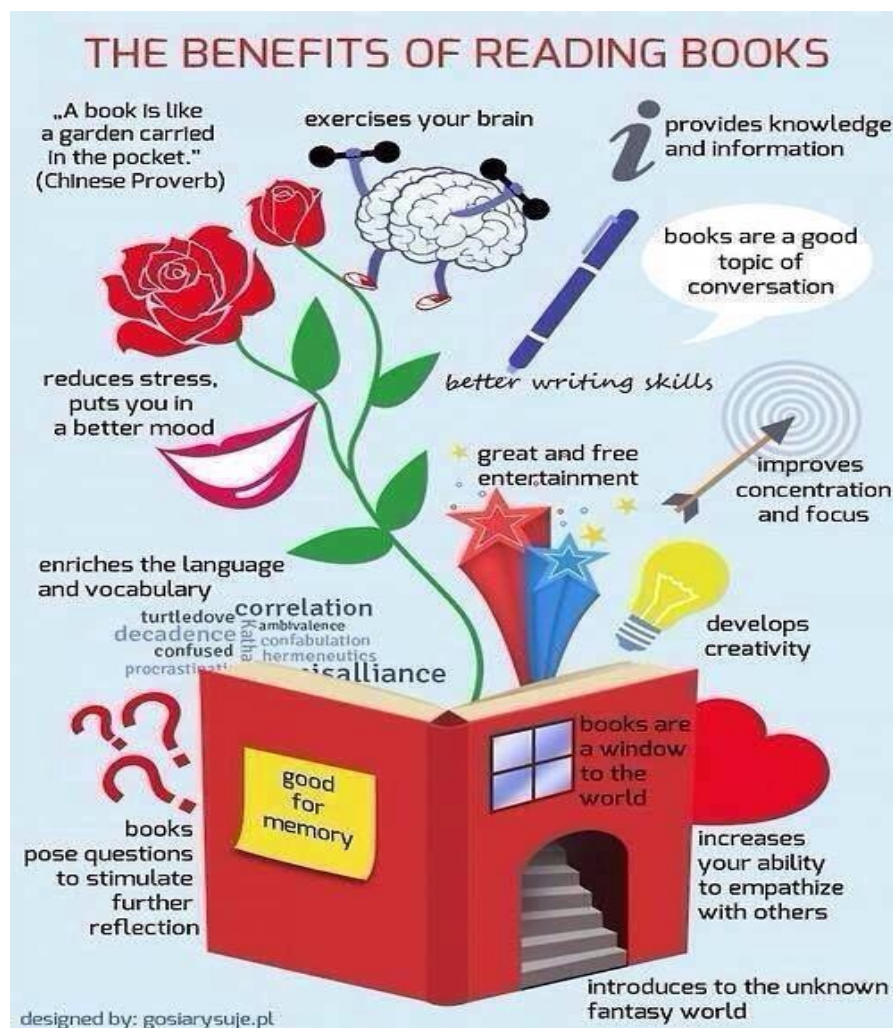 THE BENEFITS OF READING BOOKS
„A book is like
a garden carried
in the pocket.”
(Chinese Proverb)
exercises your brain
provides knowledge
and information
books are a good
topic of
conversation
better writing skills
reduces stress,
puts you in
a better mood
great and free
entertainment
improves
concentration
and focus
enriches the language
and vocabulary
turtledove
correlation
decadence
Katha
ambivalence
confused
confabulation
hermeneutics
develops
creativity
books are
a window
to the
world
good
for
memory
books
pose questions
to stimulate
further
reflection
increases
your ability
to empathize
with others
introduces to the unknown
fantasy world
designed by: gosiarysuje.pl